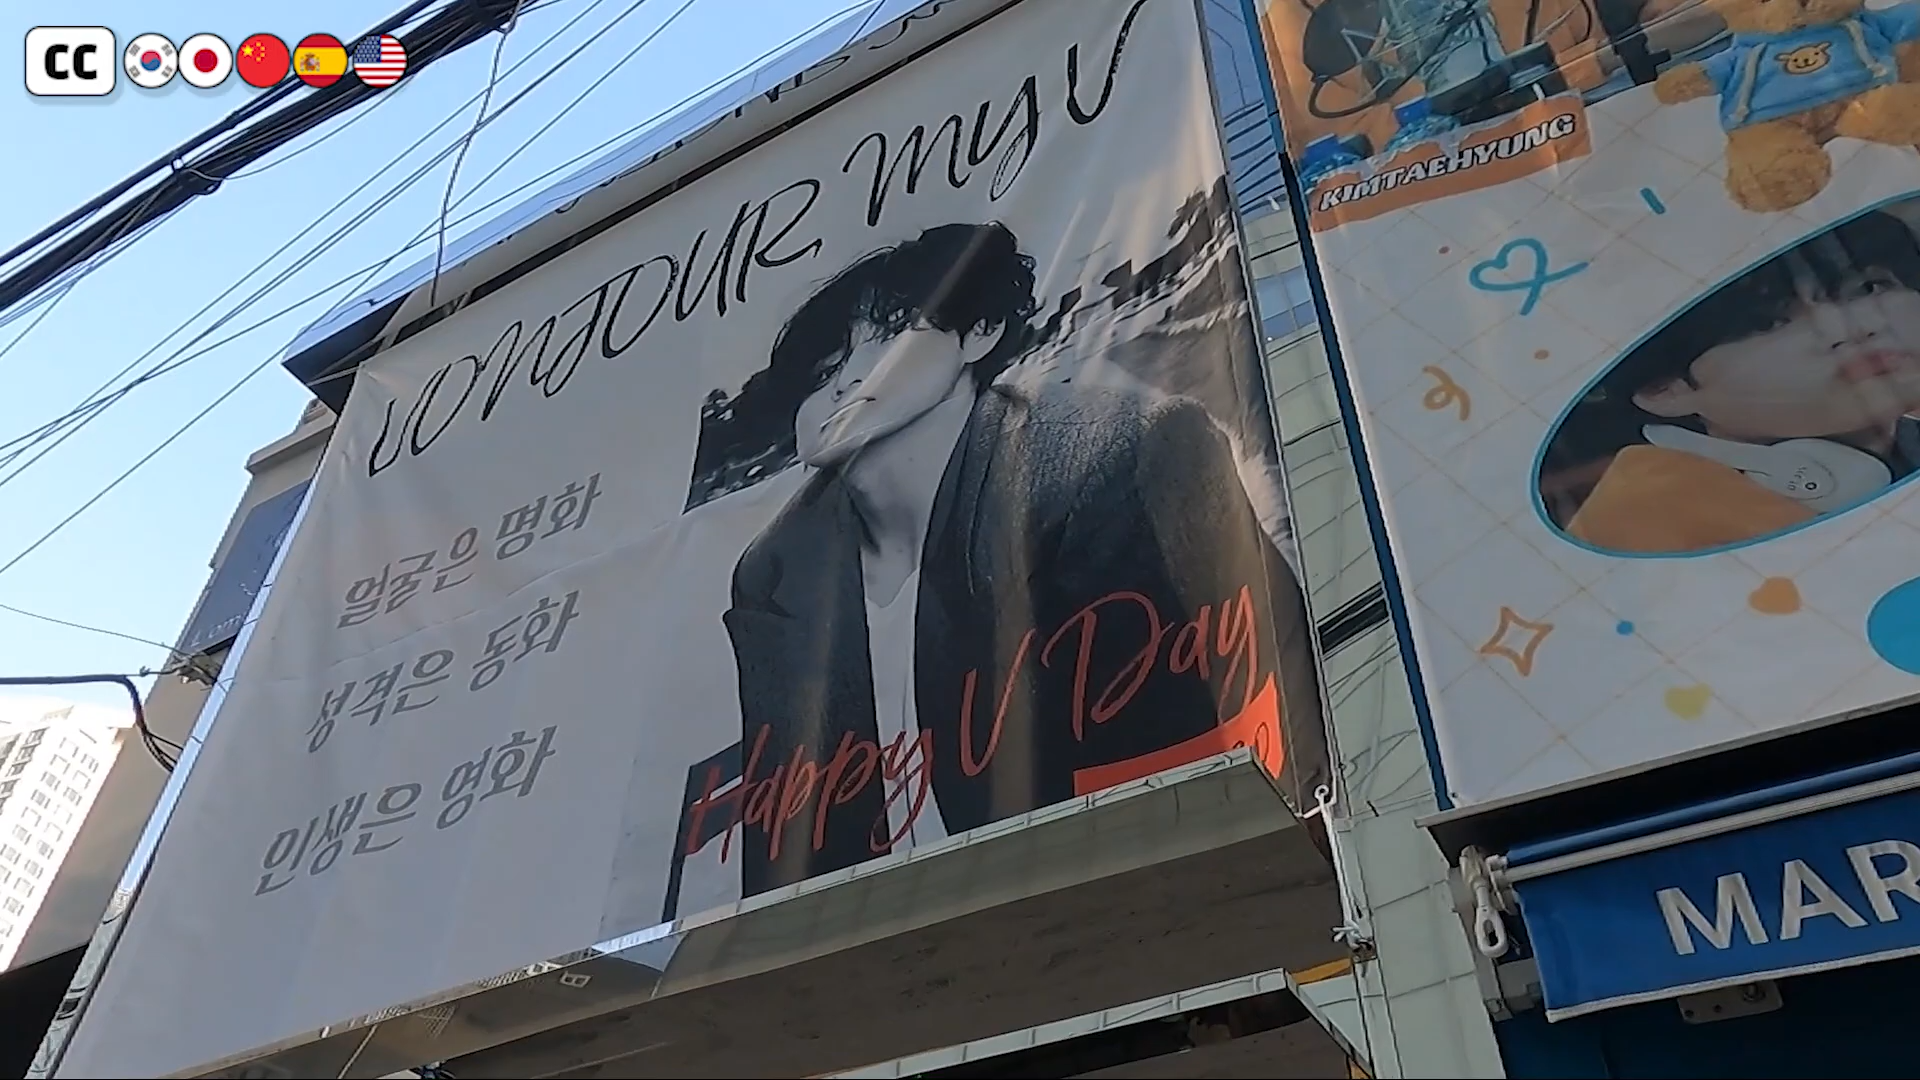 CC
BONJOUR, My V
얼굴은 명화
성격은 동화
인생은 영화
Happy V Day
KIMTAEHYUNG
MAR